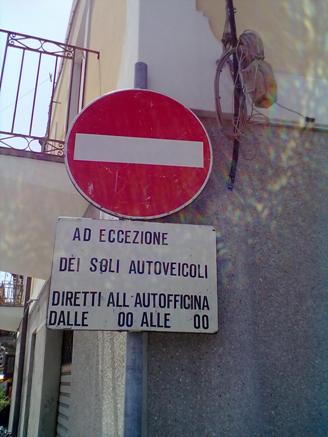 AD ECCEZIONE
DEI SOLI AUTOVEICOLI
DIRETTI ALL'AUTOFFICINA
DALLE 00 ALLE 00